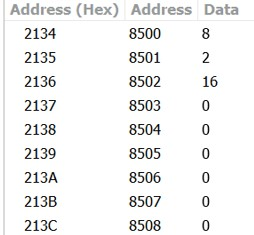 Address (Hex) Address Data
2134 8500 8
2135 8501 2
2136 8502 16
2137 8503 0
2138 8504 0
2139 8505 0
213A 8506 0
213B 8507 0
213C 8508 0